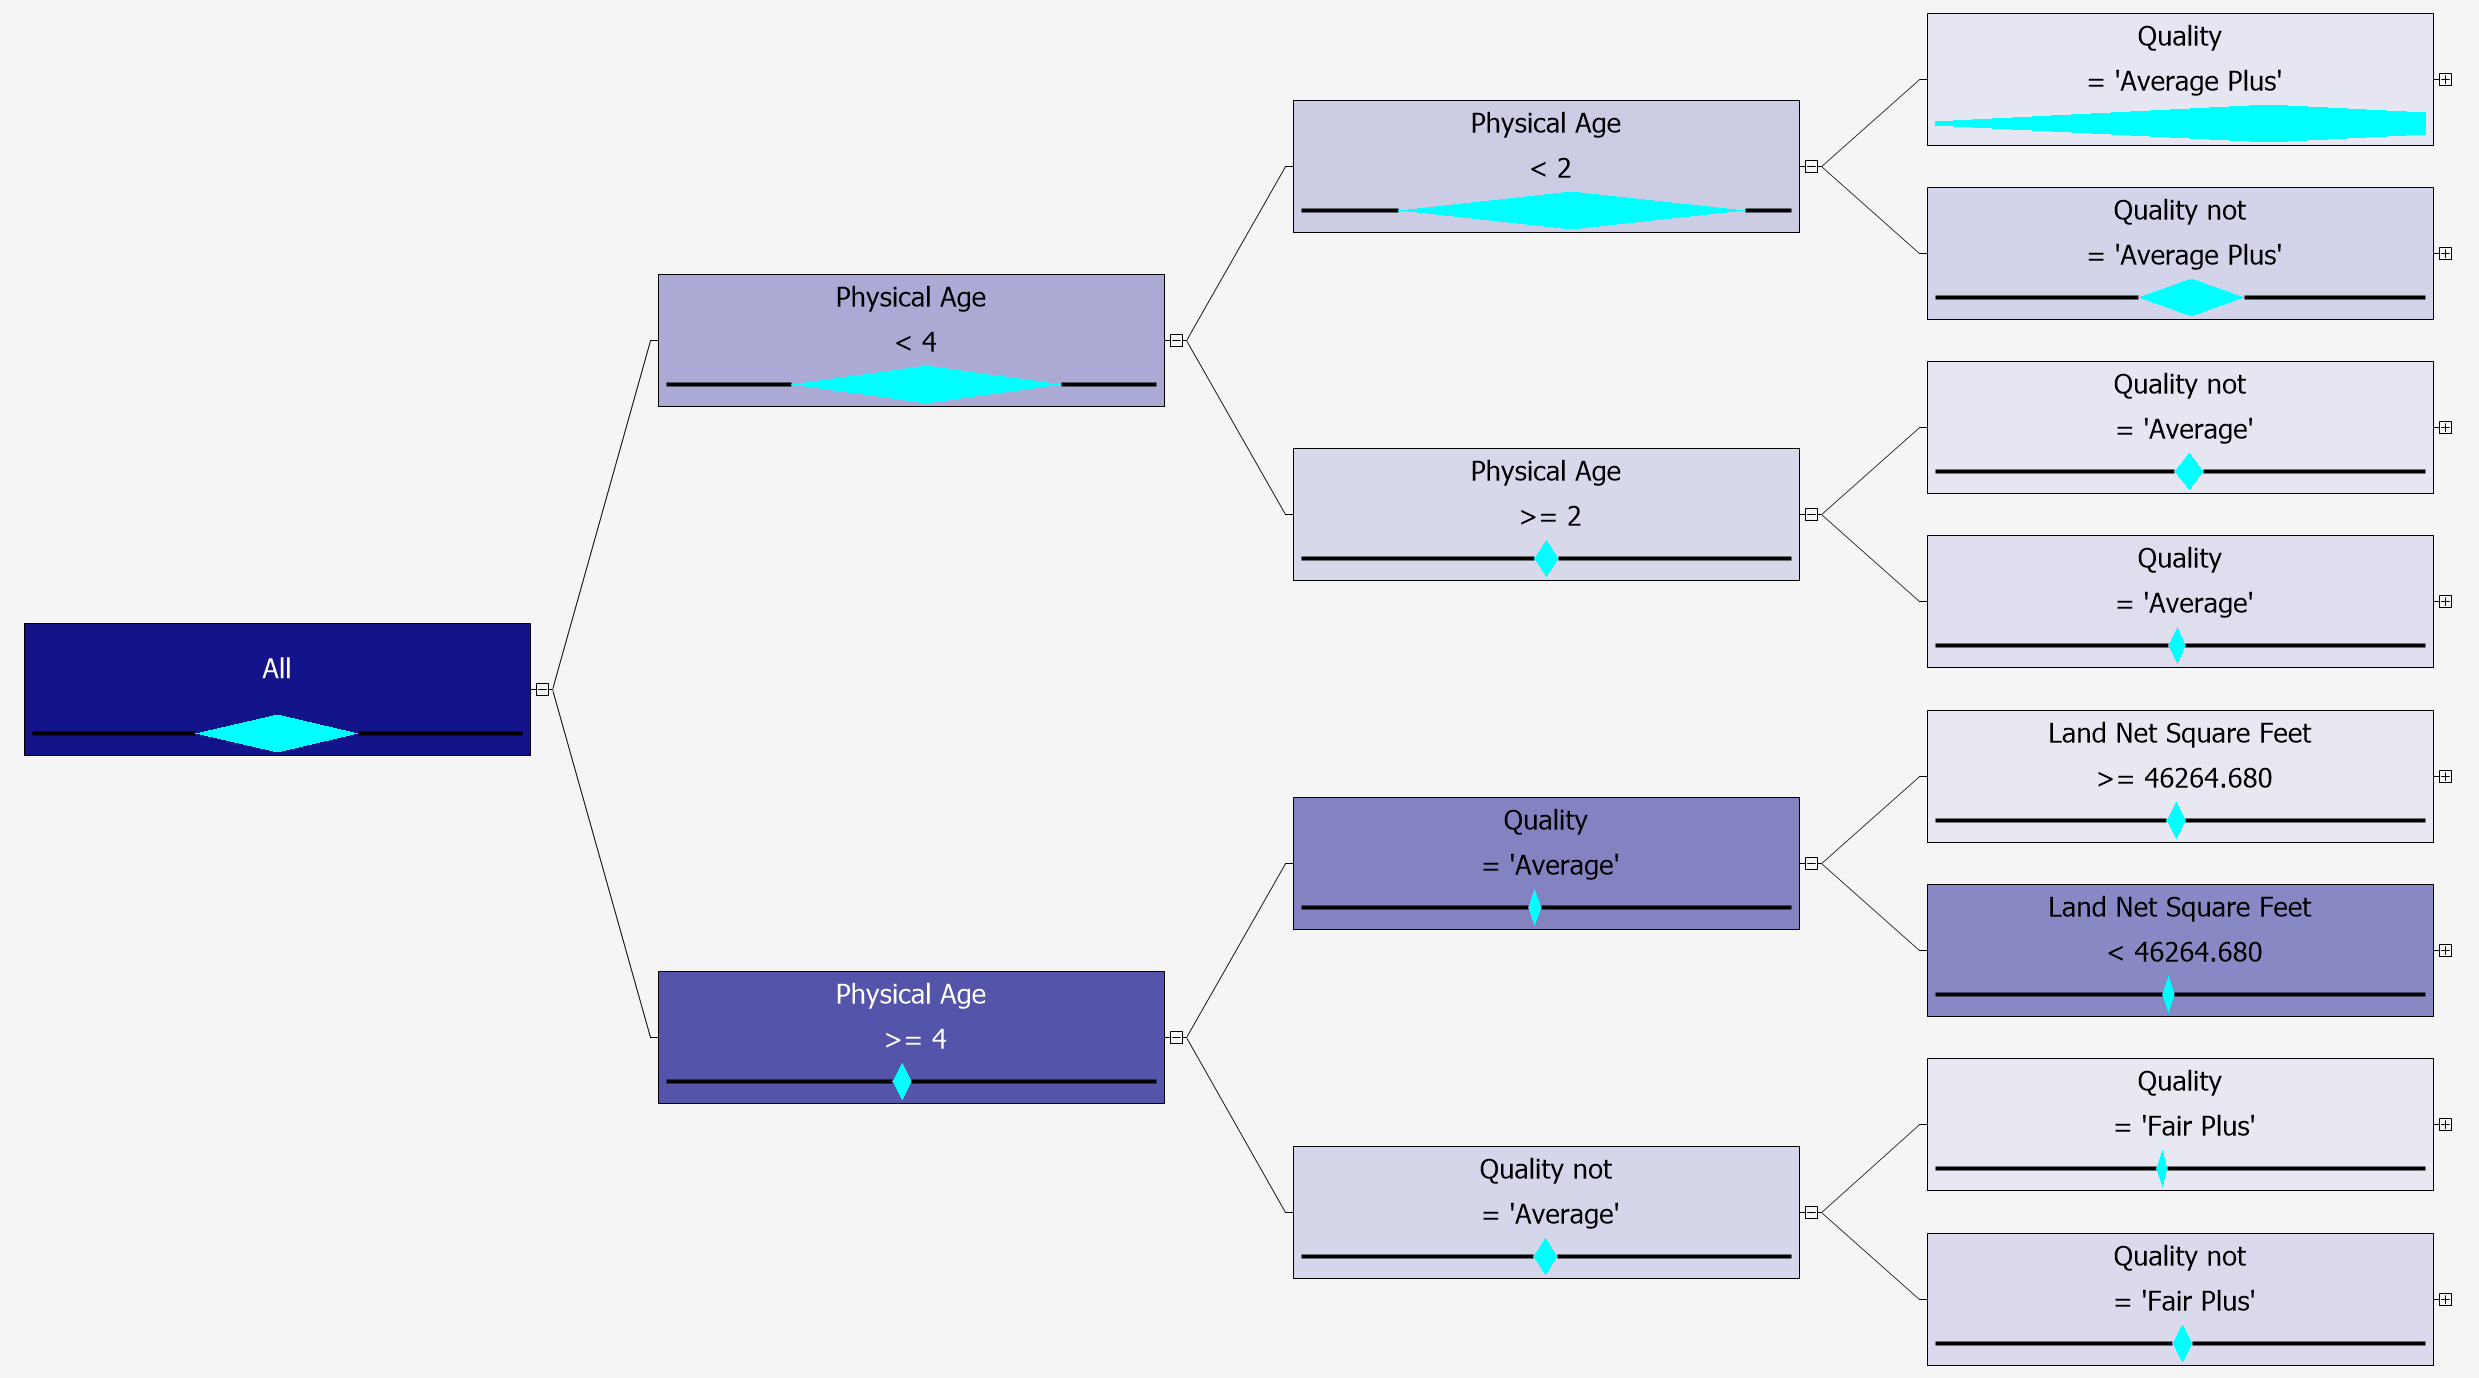 All
Physical Age
< 4
Physical Age
>= 4
Physical Age
< 2
Physical Age
>= 2
Quality
= 'Average'
Quality not
= 'Average'
Quality
= 'Average Plus'
Quality not
= 'Average Plus'
Quality not
= 'Average'
Quality
= 'Average'
Land Net Square Feet
>= 46264.680
Land Net Square Feet
< 46264.680
Quality
= 'Fair Plus'
Quality not
= 'Fair Plus'